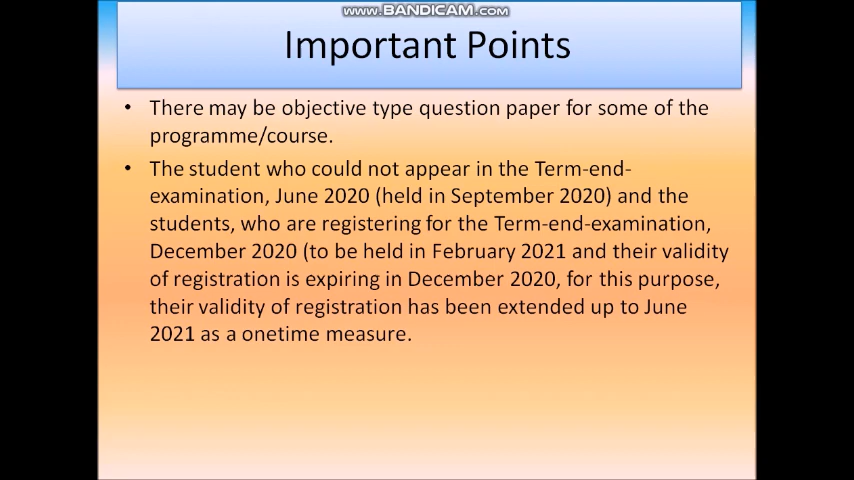 www.BANDICAM.com
Important Points
• There may be objective type question paper for some of the
programme/course.
• The student who could not appear in the Term-end-
examination, June 2020 (held in September 2020) and the
students, who are registering for the Term-end-examination,
December 2020 (to be held in February 2021 and their validity
of registration is expiring in December 2020, for this purpose,
their validity of registration has been extended up to June
2021 as a onetime measure.